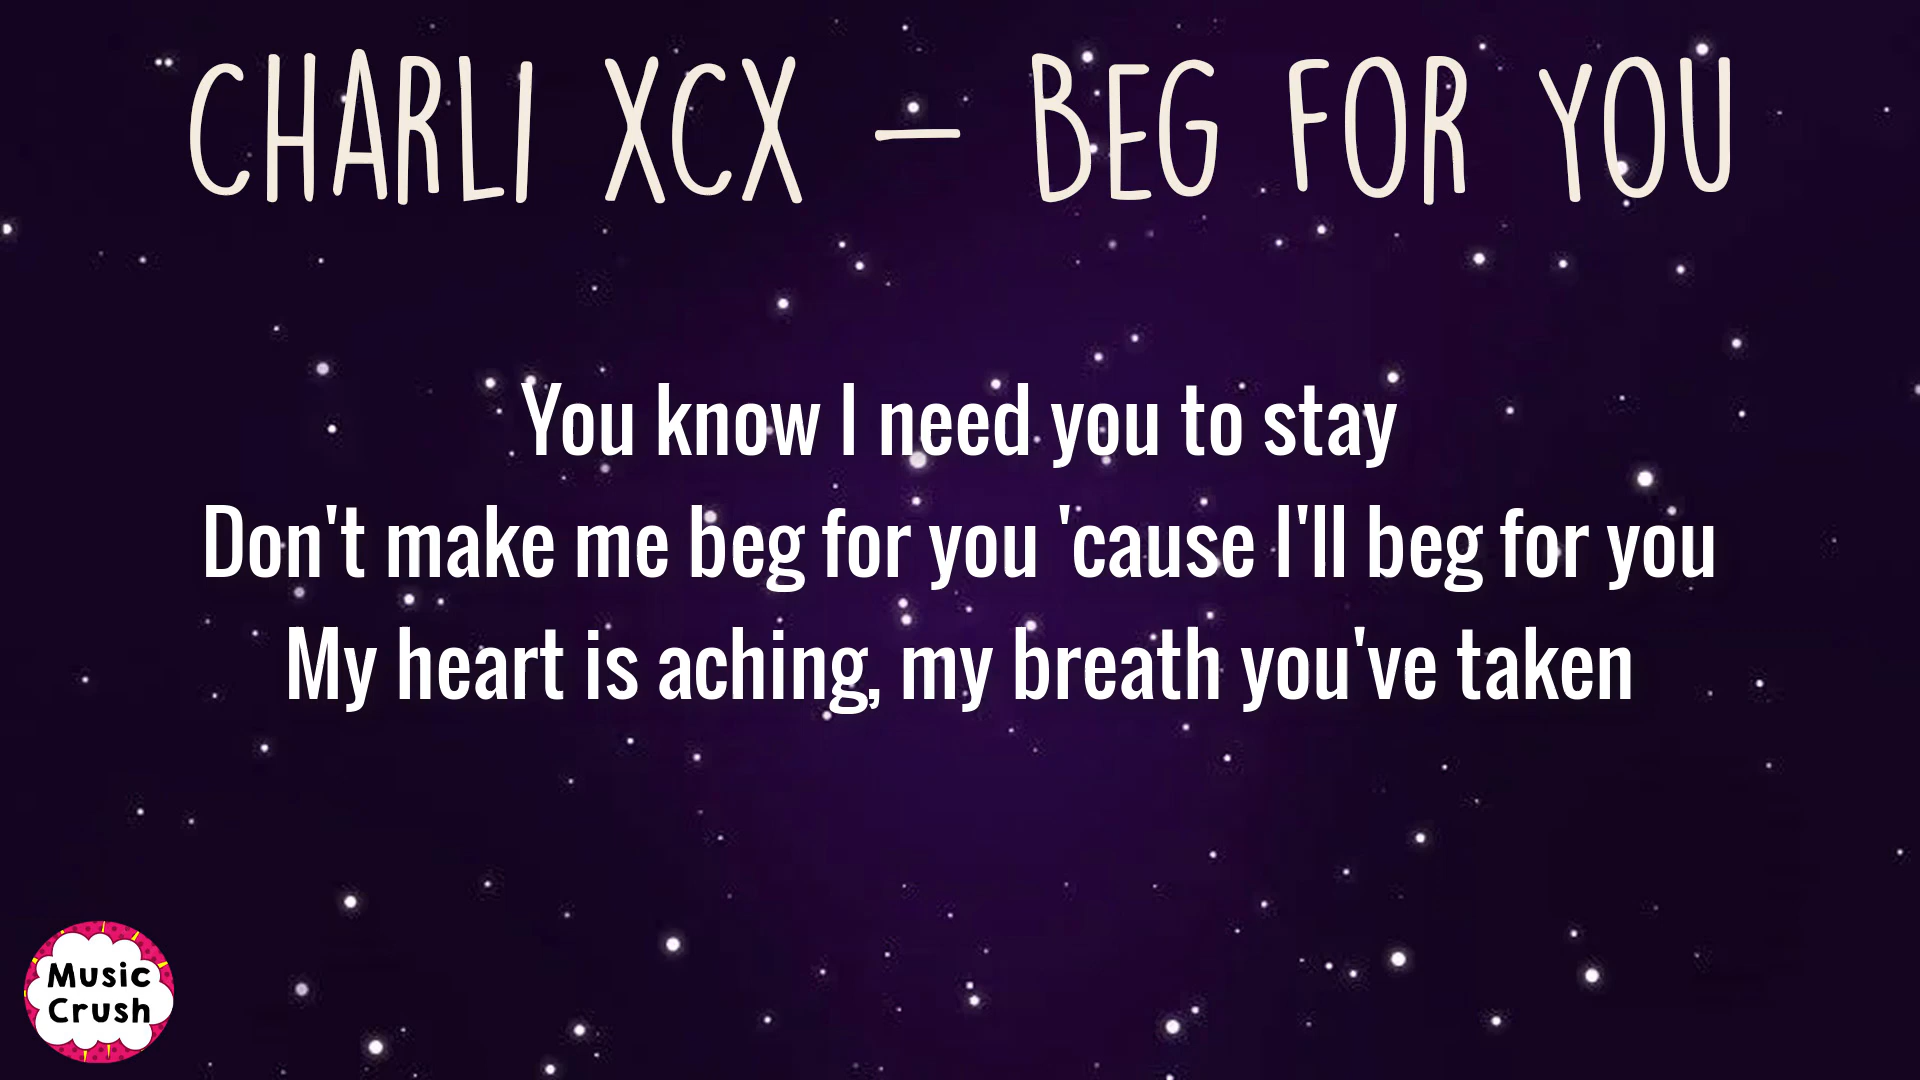 CHARLI XCX – BEG FOR YOU
You know I need you to stay
Don't make me beg for you 'cause I'll beg for you
My heart is aching, my breath you've taken
Music
Crush